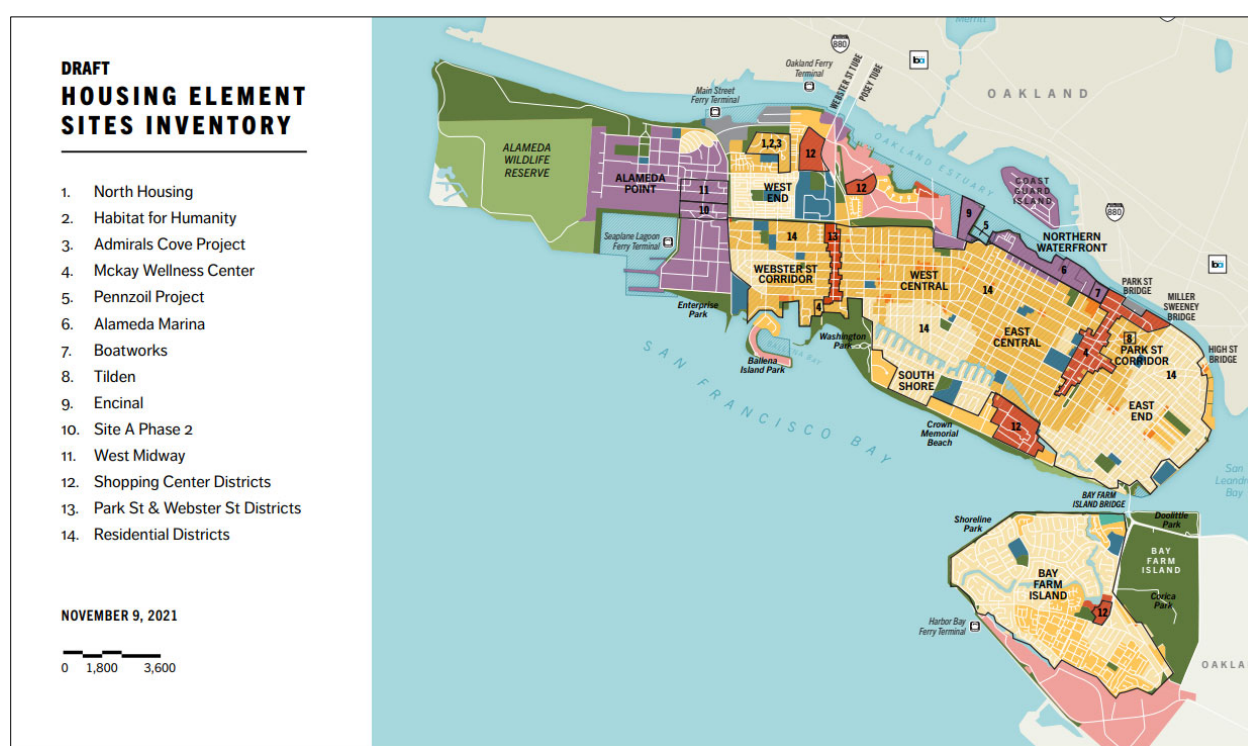 DRAFT
HOUSING ELEMENT
SITES INVENTORY
1. North Housing
2. Habitat for Humanity
3. Admirals Cove Project
4. Mckay Wellness Center
5. Pennzoil Project
6. Alameda Marina
7. Boatworks
8. Tilden
9. Encinal
10. Site A Phase 2
11. West Midway
12. Shopping Center Districts
13. Park St & Webster St Districts
14. Residential Districts
NOVEMBER 9, 2021
0 1,800 3,600
Merritt
880
Oakland Ferry
Terminal
WEBSTER ST TUBE
POSEY TUBE
ba
OAKLAND
Main Street
Ferry Terminal
OAKLAND ESTUARY
ALAMEDA
WILDLIFE
RESERVE
1,2,3
12
ALAMEDA
POINT
11
WEST
END
12
COAST
GUARD
ISLAND
880
10
9
5
NORTHERN
WATERFRONT
Seaplane Lagoon
Ferry Terminal
14
13
WEBSTER ST
CORRIDOR
WEST
CENTRAL
6
ba
7
PARK ST
BRIDGE
MILLER
SWEENEY
BRIDGE
14
Enterprise
Park
4
Washington
Park
14
EAST
CENTRAL
8
PARK ST
CORRIDOR
4
HIGH ST
BRIDGE
14
BALLENA BAY
Ballena
Island Park
SOUTH
SHORE
SAN FRANCISCO BAY
EAST
END
12
Crown
Memorial
Beach
San
Leandro
Bay
BAY FARM
ISLAND BRIDGE
Shoreline
Park
Doolittle
Park
BAY
FARM
ISLAND
BAY
FARM
ISLAND
Corica
Park
12
Harbor Bay
Ferry Terminal
OAKLA